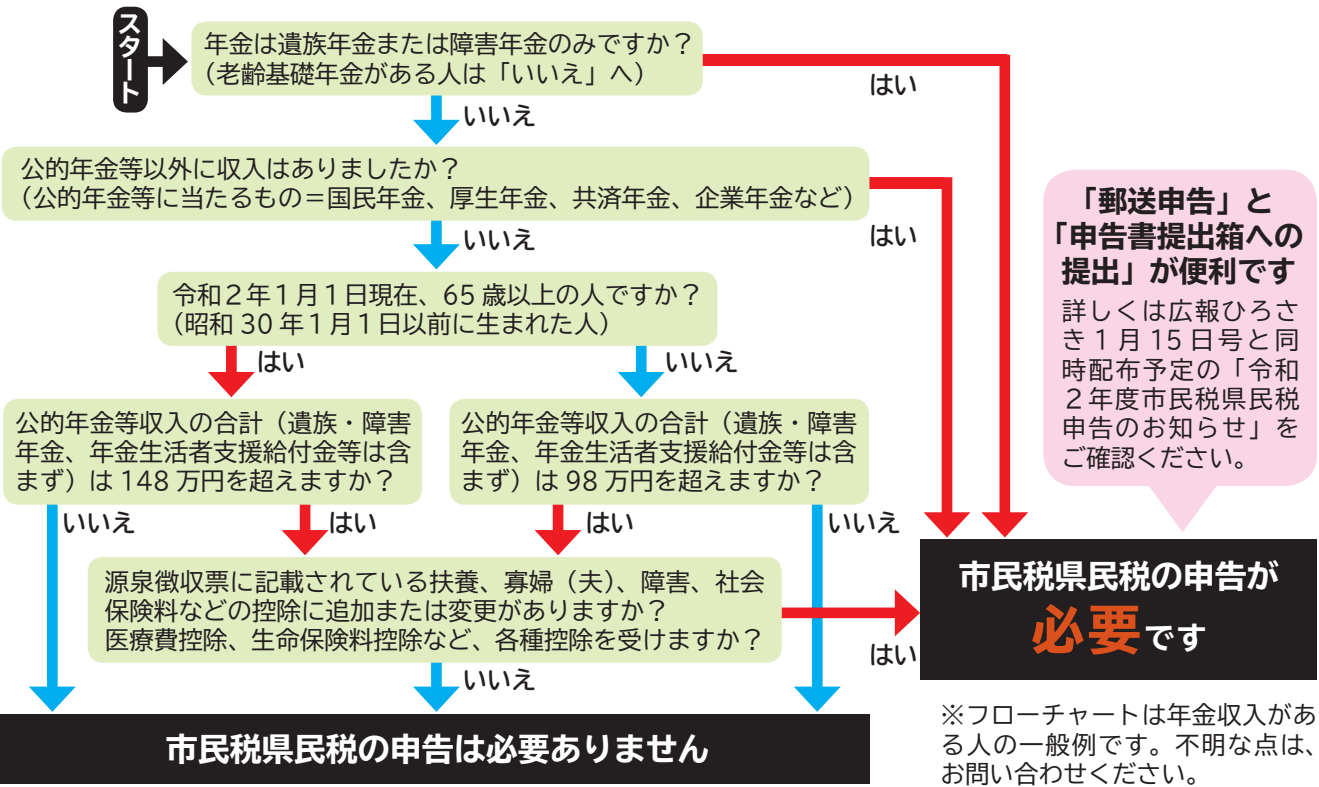 スタート
年金は遺族年金または障害年金のみですか？
（老齢基礎年金がある人は「いいえ」へ）
はい
いいえ
公的年金等以外に収入はありましたか？
（公的年金等に当たるもの＝国民年金、厚生年金、共済年金、企業年金など）
はい
いいえ
令和２年１月１日現在、65 歳以上の人ですか？
（昭和 30 年１月１日以前に生まれた人）
はい
いいえ
公的年金等収入の合計（遺族・障害
年金、年金生活者支援給付金等は含
まず）は 148 万円を超えますか？
公的年金等収入の合計（遺族・障害
年金、年金生活者支援給付金等は含
まず）は 98 万円を超えますか？
いいえ
はい
はい
いいえ
源泉徴収票に記載されている扶養、寡婦（夫）、障害、社会
保険料などの控除に追加または変更がありますか？
医療費控除、生命保険料控除など、各種控除を受けますか？
はい
いいえ
市民税県民税の申告は必要ありません
「郵送申告」と
「申告書提出箱への
提出」が便利です
詳しくは広報ひろさ
き１月 15 日号と同
時配布予定の「令和
２年度市民税県民税
申告のお知らせ」を
ご確認ください。
市民税県民税の申告が
必要です
※フローチャートは年金収入があ
る人の一般例です。不明な点は、
お問い合わせください。